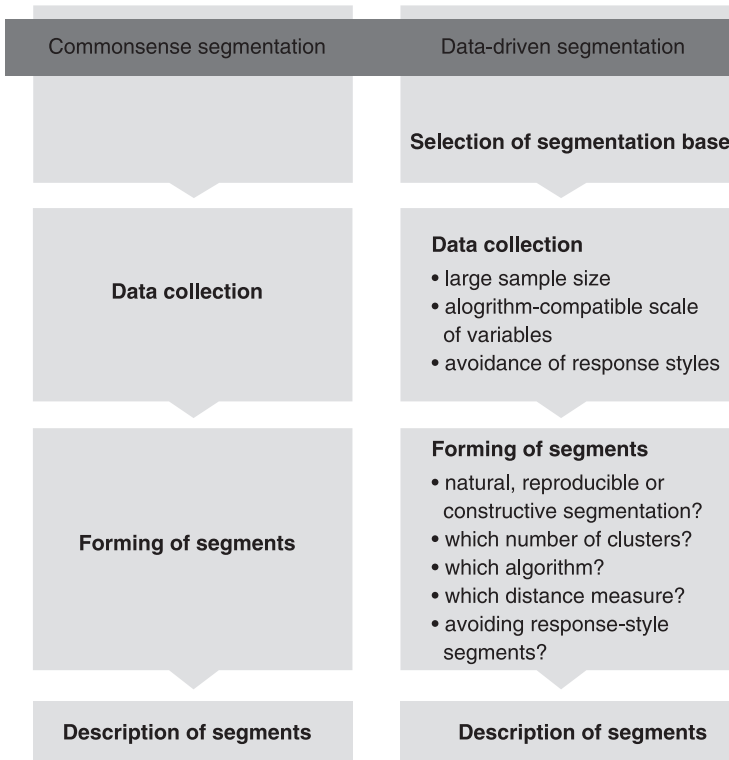 Commonsense segmentation
Data-driven segmentation
Selection of segmentation base
Data collection
Data collection
• large sample size
• alogrithm-compatible scale
of variables
• avoidance of response styles
Forming of segments
Forming of segments
• natural, reproducible or
constructive segmentation?
• which number of clusters?
• which algorithm?
• which distance measure?
• avoiding response-style
segments?
Description of segments
Description of segments